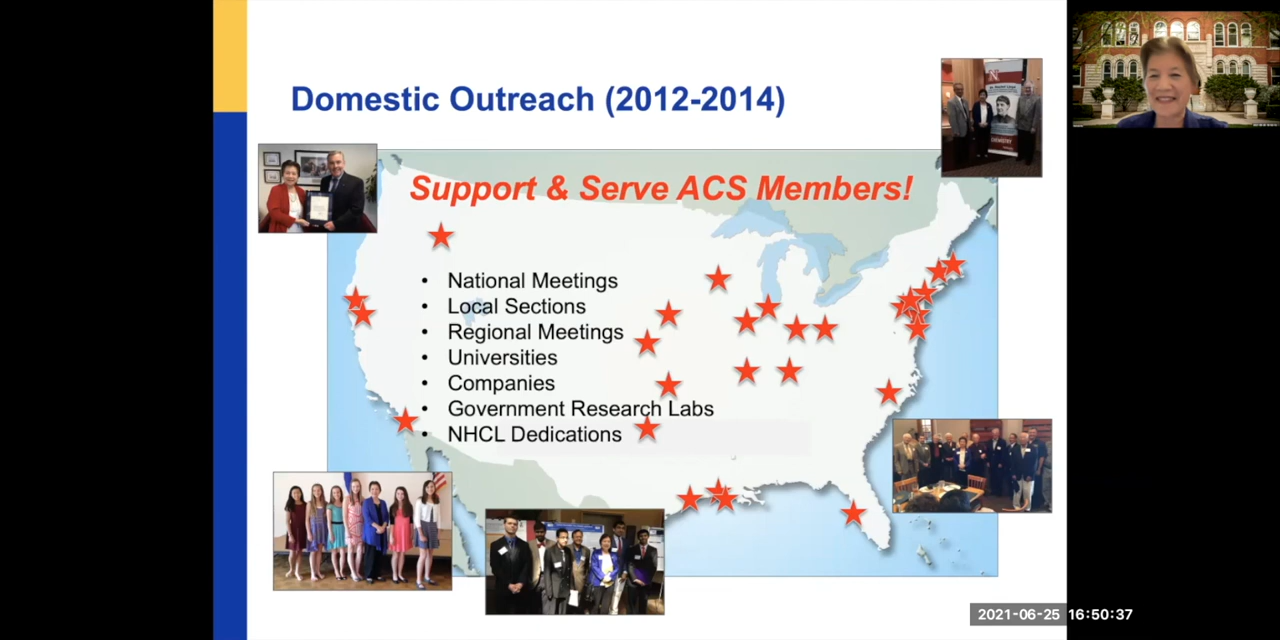 Domestic Outreach (2012-2014)
Support & Serve ACS Members!
• National Meetings
• Local Sections
• Regional Meetings
• Universities
• Companies
• Government Research Labs
• NHCL Dedications
2021-06-25 16:50:37